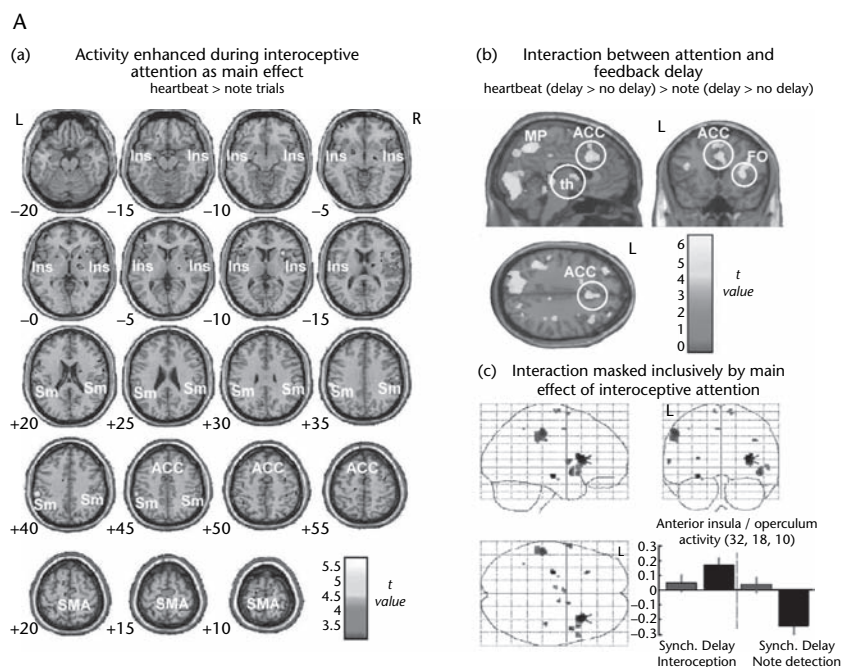 A
(a) Activity enhanced during interoceptive
attention as main effect
heartbeat > note trials
L
R
Ins Ins Ins Ins
–20 –15 –10 –5
Ins Ins Ins Ins
–0 –5 –10 –15
Sm Sm Sm Sm
+20 +25 +30 +35
ACC ACC ACC
Sm Sm Sm
+40 +45 +50 +55
SMA SMA SMA
+20 +15 +10
5.5
5
4.5
4
3.5
t
value
(b) Interaction between attention and
feedback delay
heartbeat (delay > no delay) > note (delay > no delay)
MP ACC
th
L
ACC
FO
ACC
L
6
5
4
3
2
1
0
t
value
(c) Interaction masked inclusively by main
effect of interoceptive attention
L
L
Anterior insula / operculum
activity (32, 18, 10)
0.3
0.2
0.1
0
–0.1
–0.2
–0.3
Synch. Delay Synch. Delay
Interoception Note detection